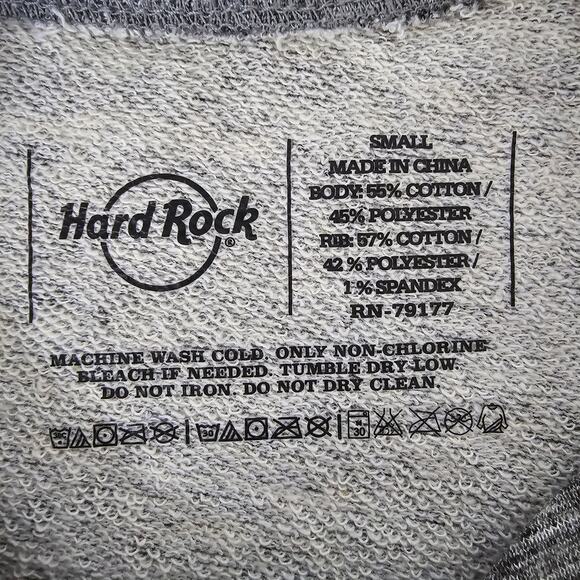 Hard Rock®
SMALL
MADE IN CHINA
BODY: 55% COTTON /
45% POLYESTER
RIB: 57% COTTON /
42 % POLYESTER /
1 % SPANDEX
RN-79177
MACHINE WASH COLD. ONLY NON-CHLORINE
BLEACH IF NEEDED. TUMBLE DRY LOW.
DO NOT IRON. DO NOT DRY CLEAN.